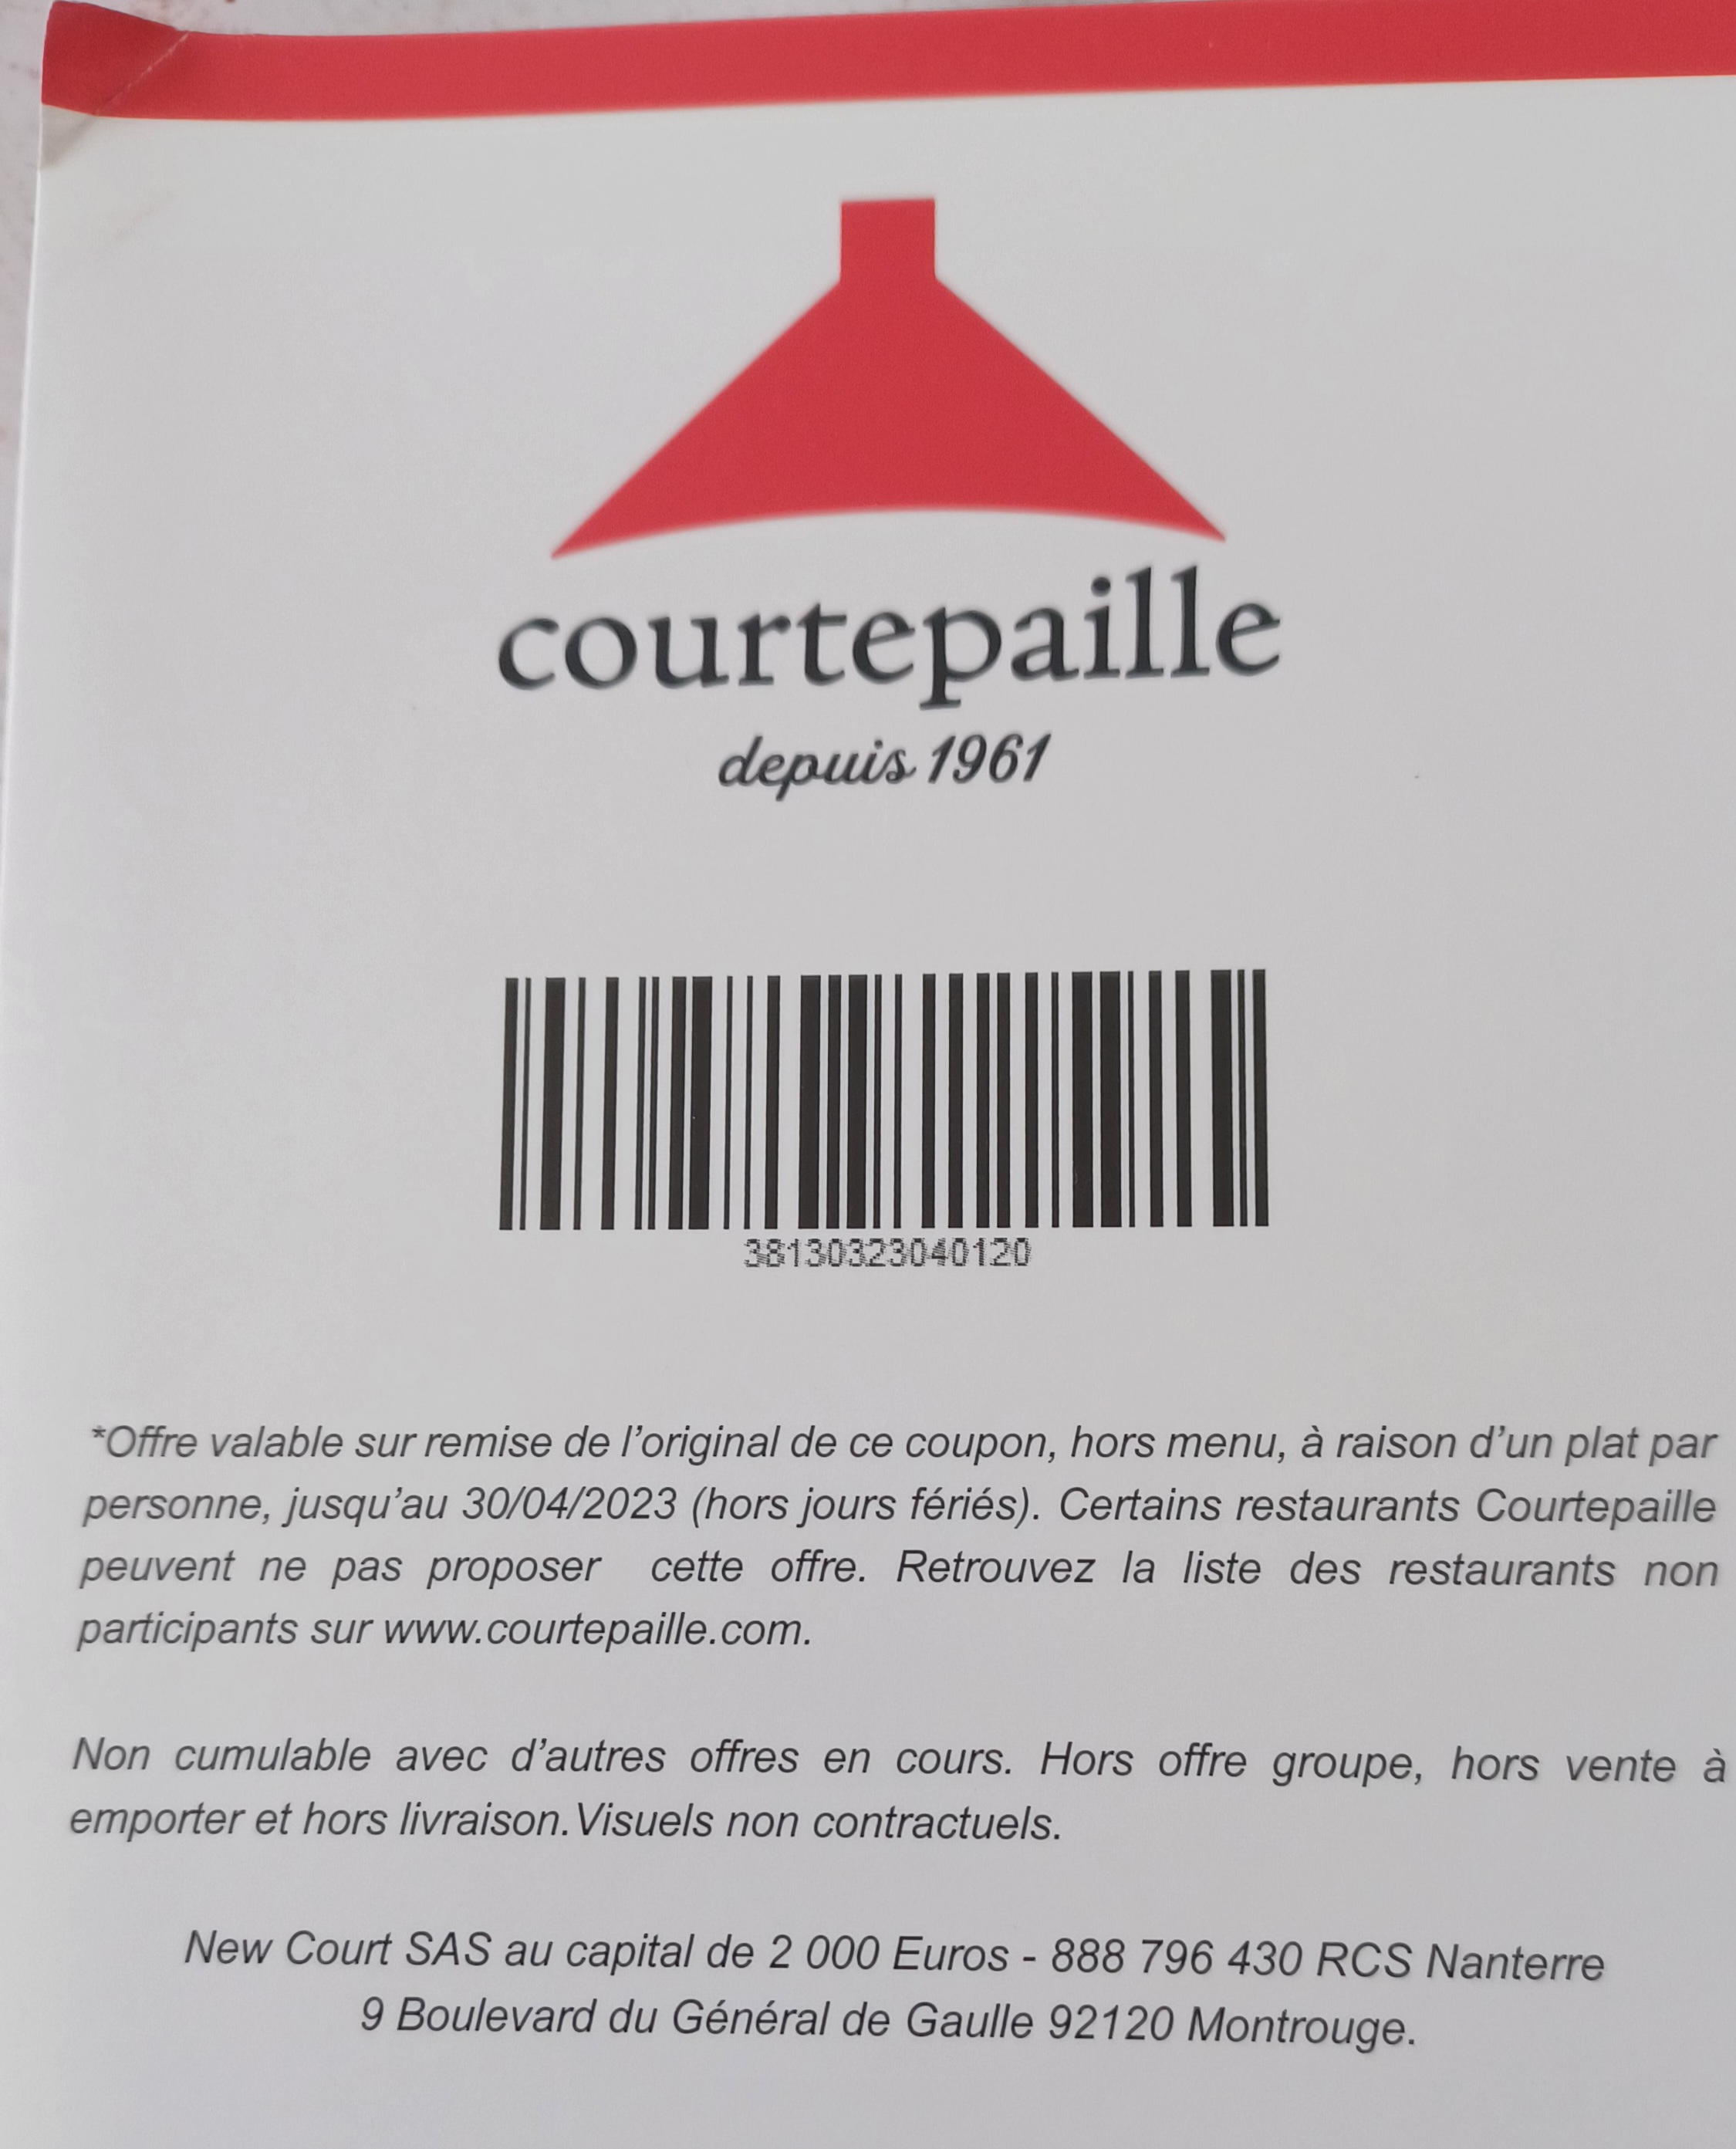 courtepaille
depuis 1961
38130323040120
*Offre valable sur remise de l'original de ce coupon, hors menu, à raison d'un plat par
personne, jusqu'au 30/04/2023 (hors jours fériés). Certains restaurants Courtepaille
peuvent ne pas proposer cette offre. Retrouvez la liste des restaurants non
participants sur www.courtepaille.com.
Non cumulable avec d'autres offres en cours. Hors offre groupe, hors vente à
emporter et hors livraison. Visuels non contractuels.
New Court SAS au capital de 2 000 Euros - 888 796 430 RCS Nanterre
9 Boulevard du Général de Gaulle 92120 Montrouge.